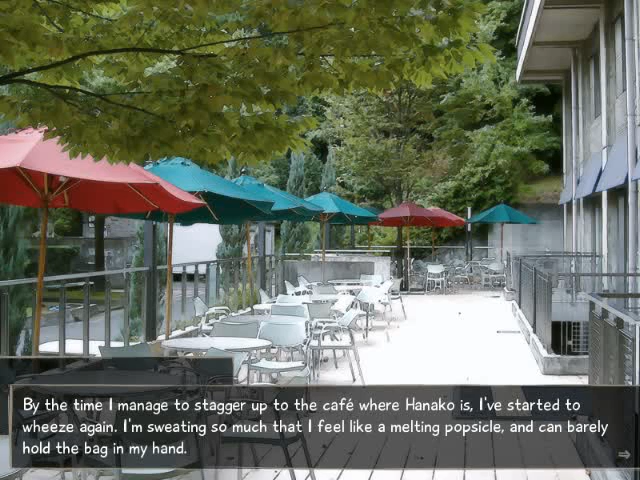 By the time I manage to stagger up to the café where Hanako is, I've started to
wheeze again. I'm sweating so much that I feel like a melting popsicle, and can barely
hold the bag in my hand.